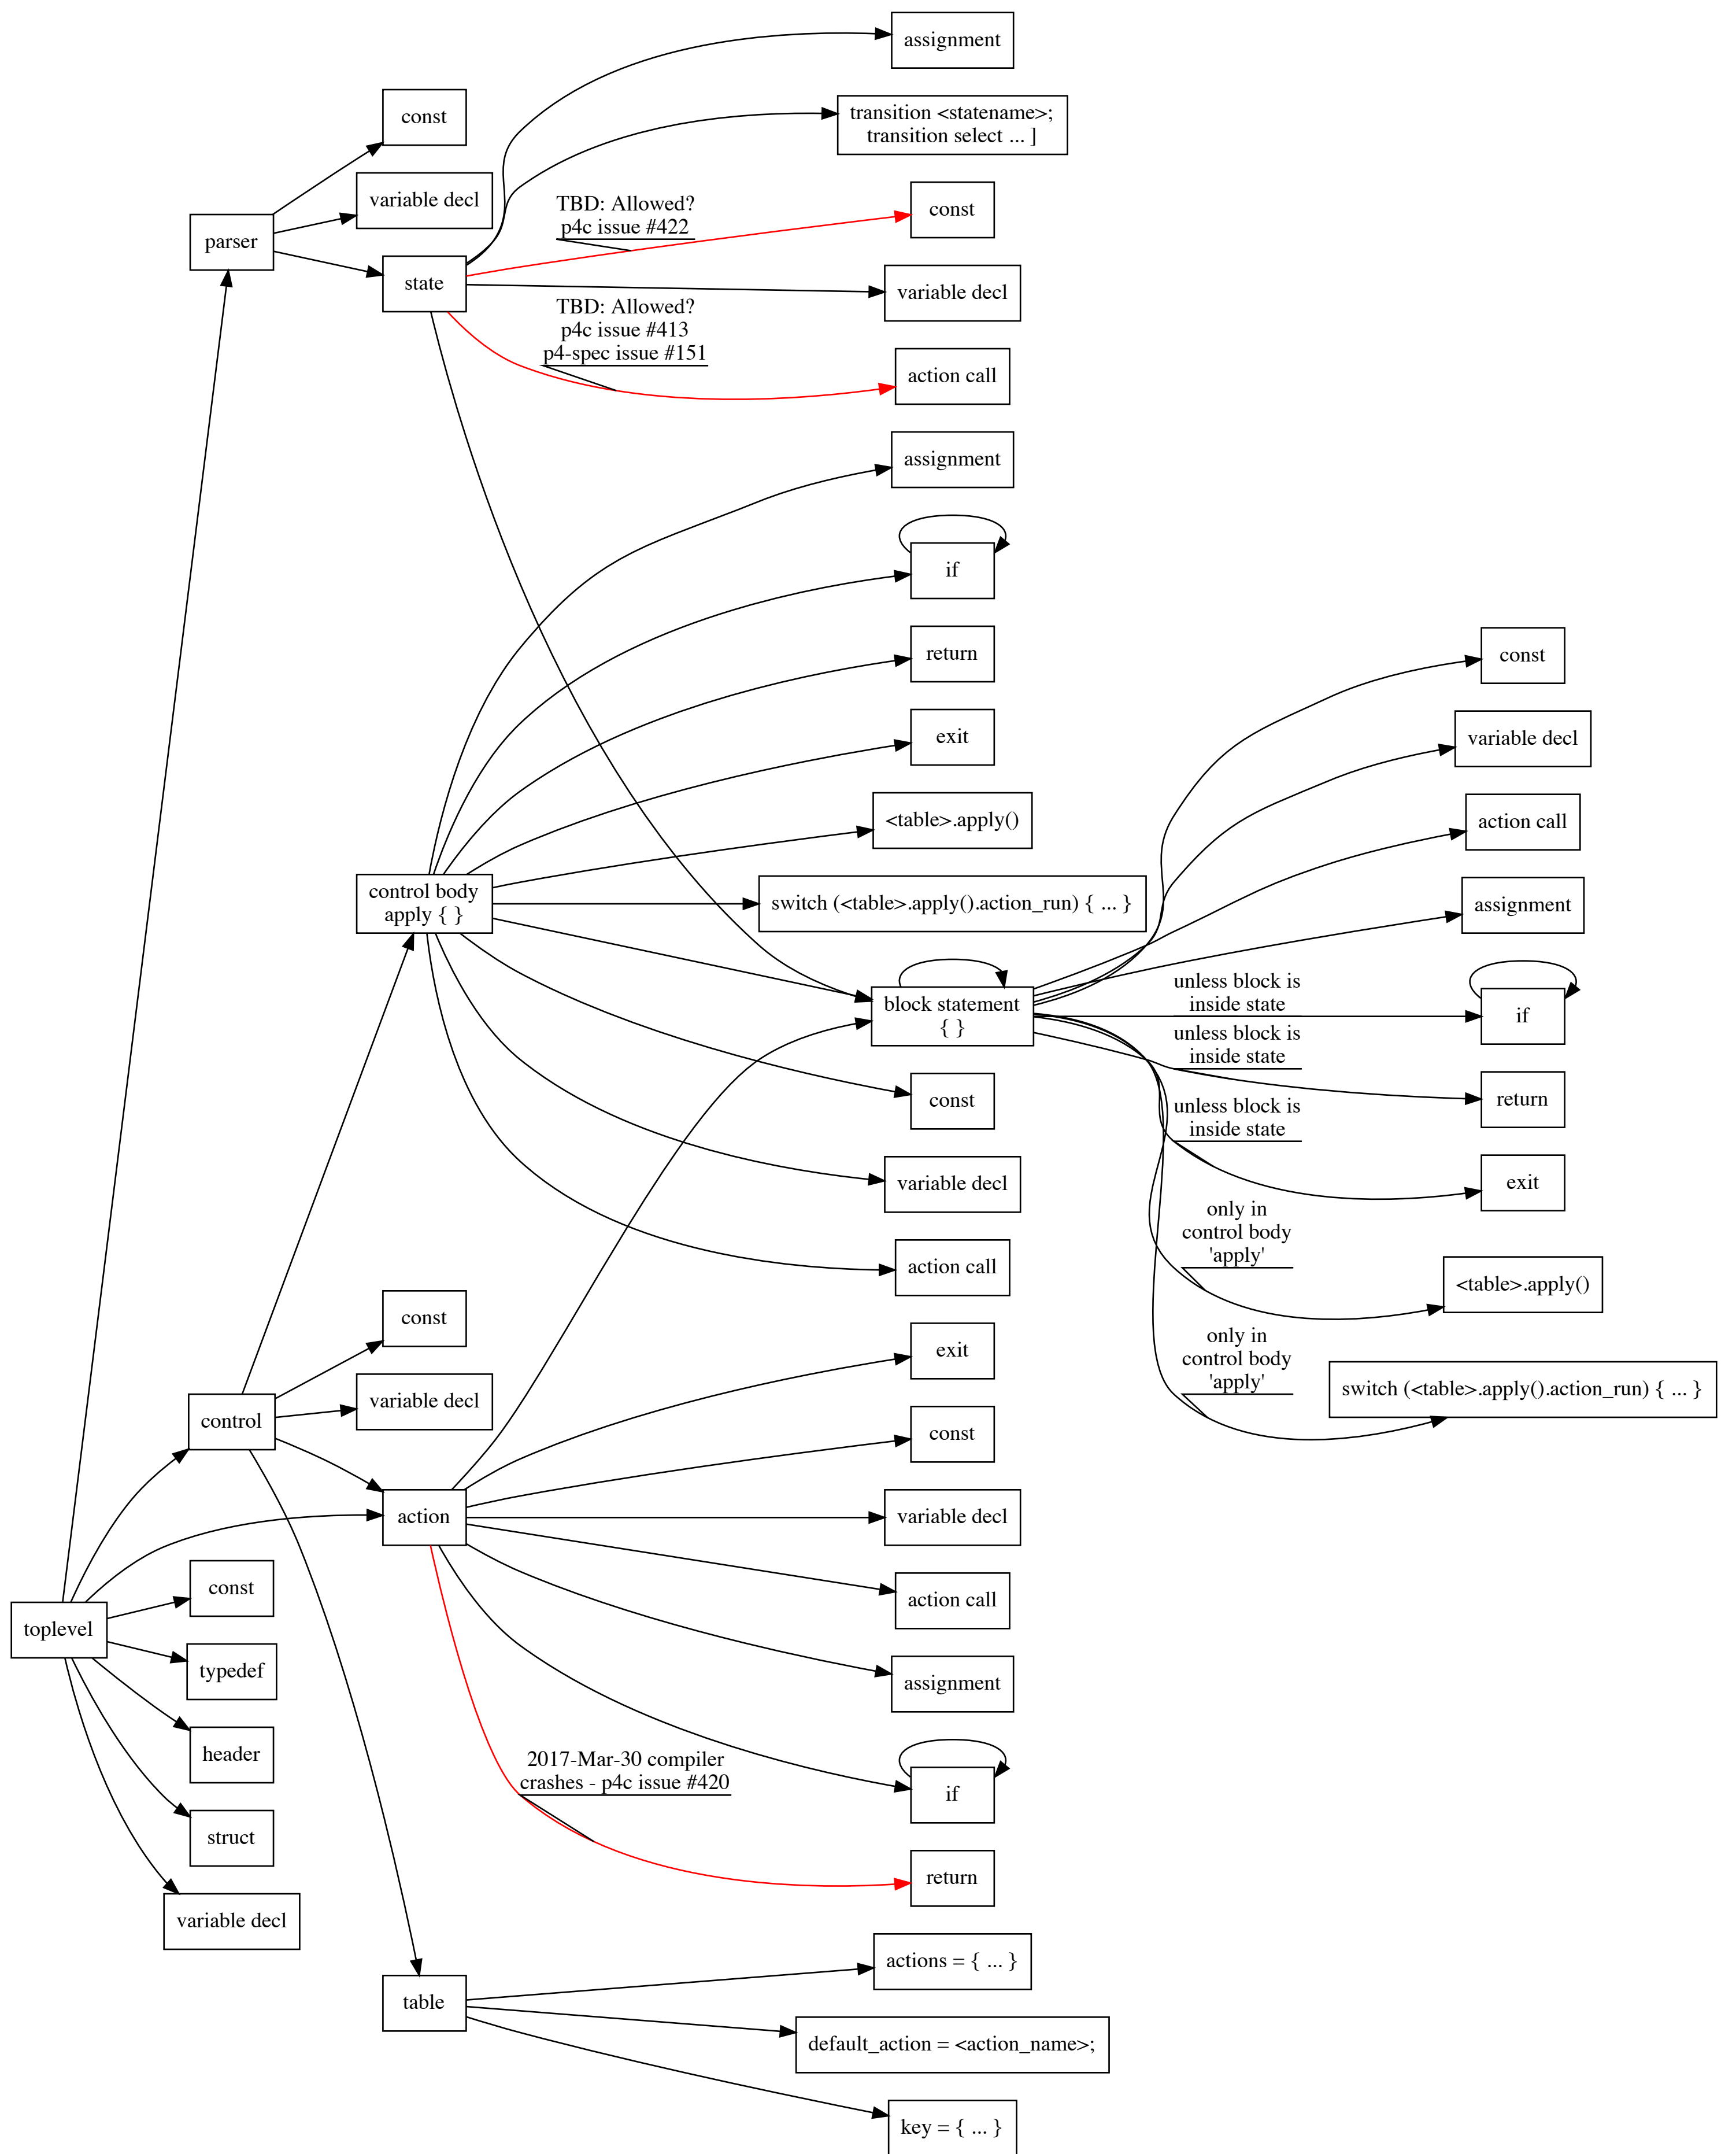 assignment
transition <statename>;
transition select ... ]
const
variable decl
parser
state
TBD: Allowed?
p4c issue #422
const
variable decl
TBD: Allowed?
p4c issue #413
p4-spec issue #151
action call
assignment
if
return
exit
<table>.apply()
control body
apply { }
switch (<table>.apply().action_run) { ... }
block statement
{ }
const
variable decl
action call
const
variable decl
action call
assignment
unless block is
inside state
if
unless block is
inside state
return
unless block is
inside state
exit
only in
control body
'apply'
<table>.apply()
only in
control body
'apply'
switch (<table>.apply().action_run) { ... }
const
variable decl
control
action
exit
const
variable decl
action call
assignment
if
2017-Mar-30 compiler
crashes - p4c issue #420
return
toplevel
const
typedef
header
struct
variable decl
table
actions = { ... }
default_action = <action_name>;
key = { ... }